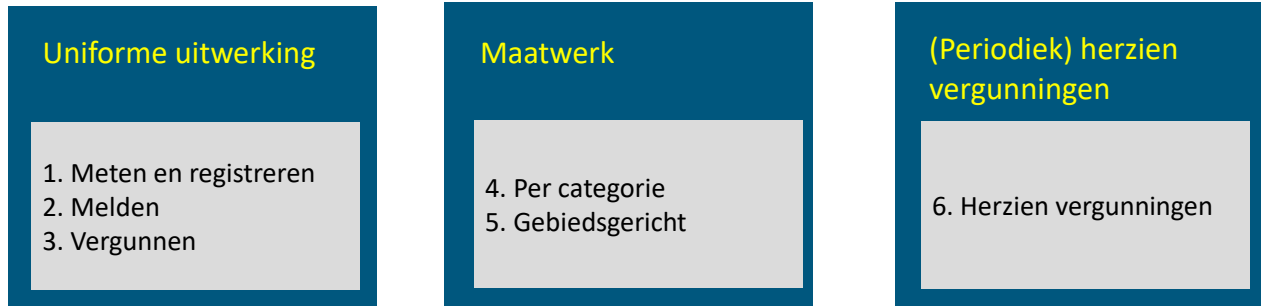 Uniforme uitwerking
1. Meten en registreren
2. Melden
3. Vergunnen
Maatwerk
4. Per categorie
5. Gebiedsgericht
(Periodiek) herzien
vergunningen
6. Herzien vergunningen